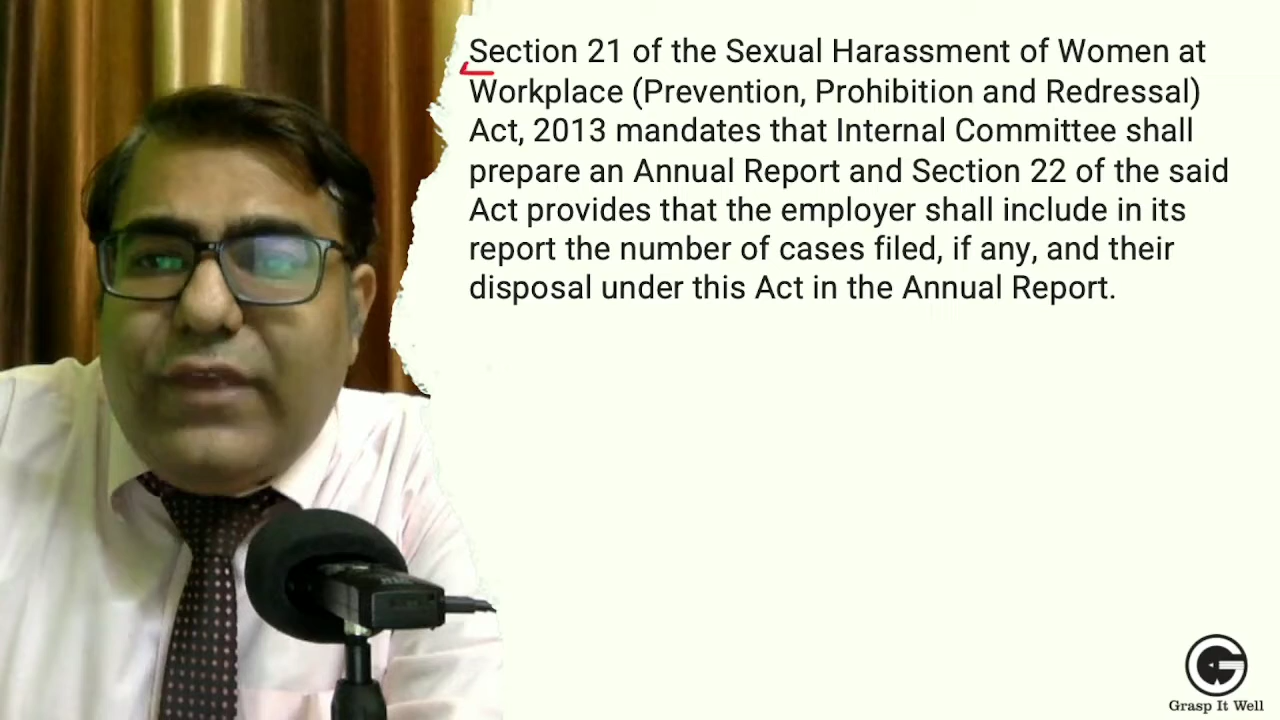 Section 21 of the Sexual Harassment of Women at
Workplace (Prevention, Prohibition and Redressal)
Act, 2013 mandates that Internal Committee shall
prepare an Annual Report and Section 22 of the said
Act provides that the employer shall include in its
report the number of cases filed, if any, and their
disposal under this Act in the Annual Report.
Grasp It Well